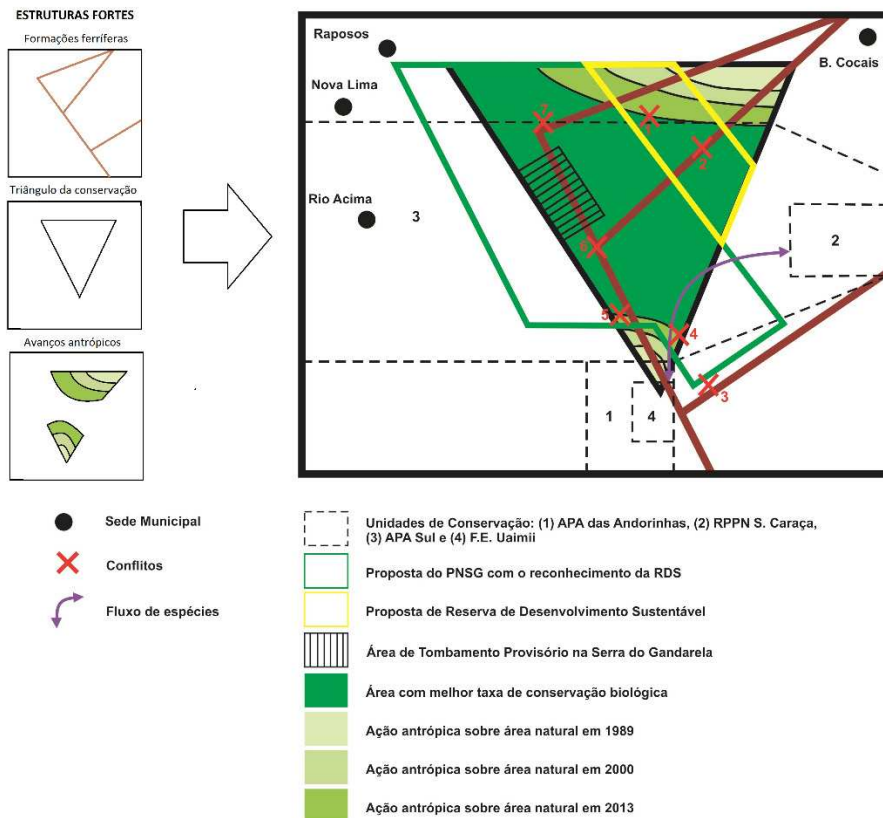 ESTRUTURAS FORTES
Formações ferríferas
Triângulo da conservação
Avanços antrópicos
Raposos
Nova Lima
Rio Acima
B. Cocais
3
2
1
4
7
1
2
6
5
4
3
Sede Municipal
Conflitos
Fluxo de espécies
Unidades de Conservação: (1) APA das Andorinhas, (2) RPPN S. Caraça,
(3) APA Sul e (4) F.E. Uaimii
Proposta do PNSG com o reconhecimento da RDS
Proposta de Reserva de Desenvolvimento Sustentável
Área de Tombamento Provisório na Serra do Gandarela
Área com melhor taxa de conservação biológica
Ação antrópica sobre área natural em 1989
Ação antrópica sobre área natural em 2000
Ação antrópica sobre área natural em 2013